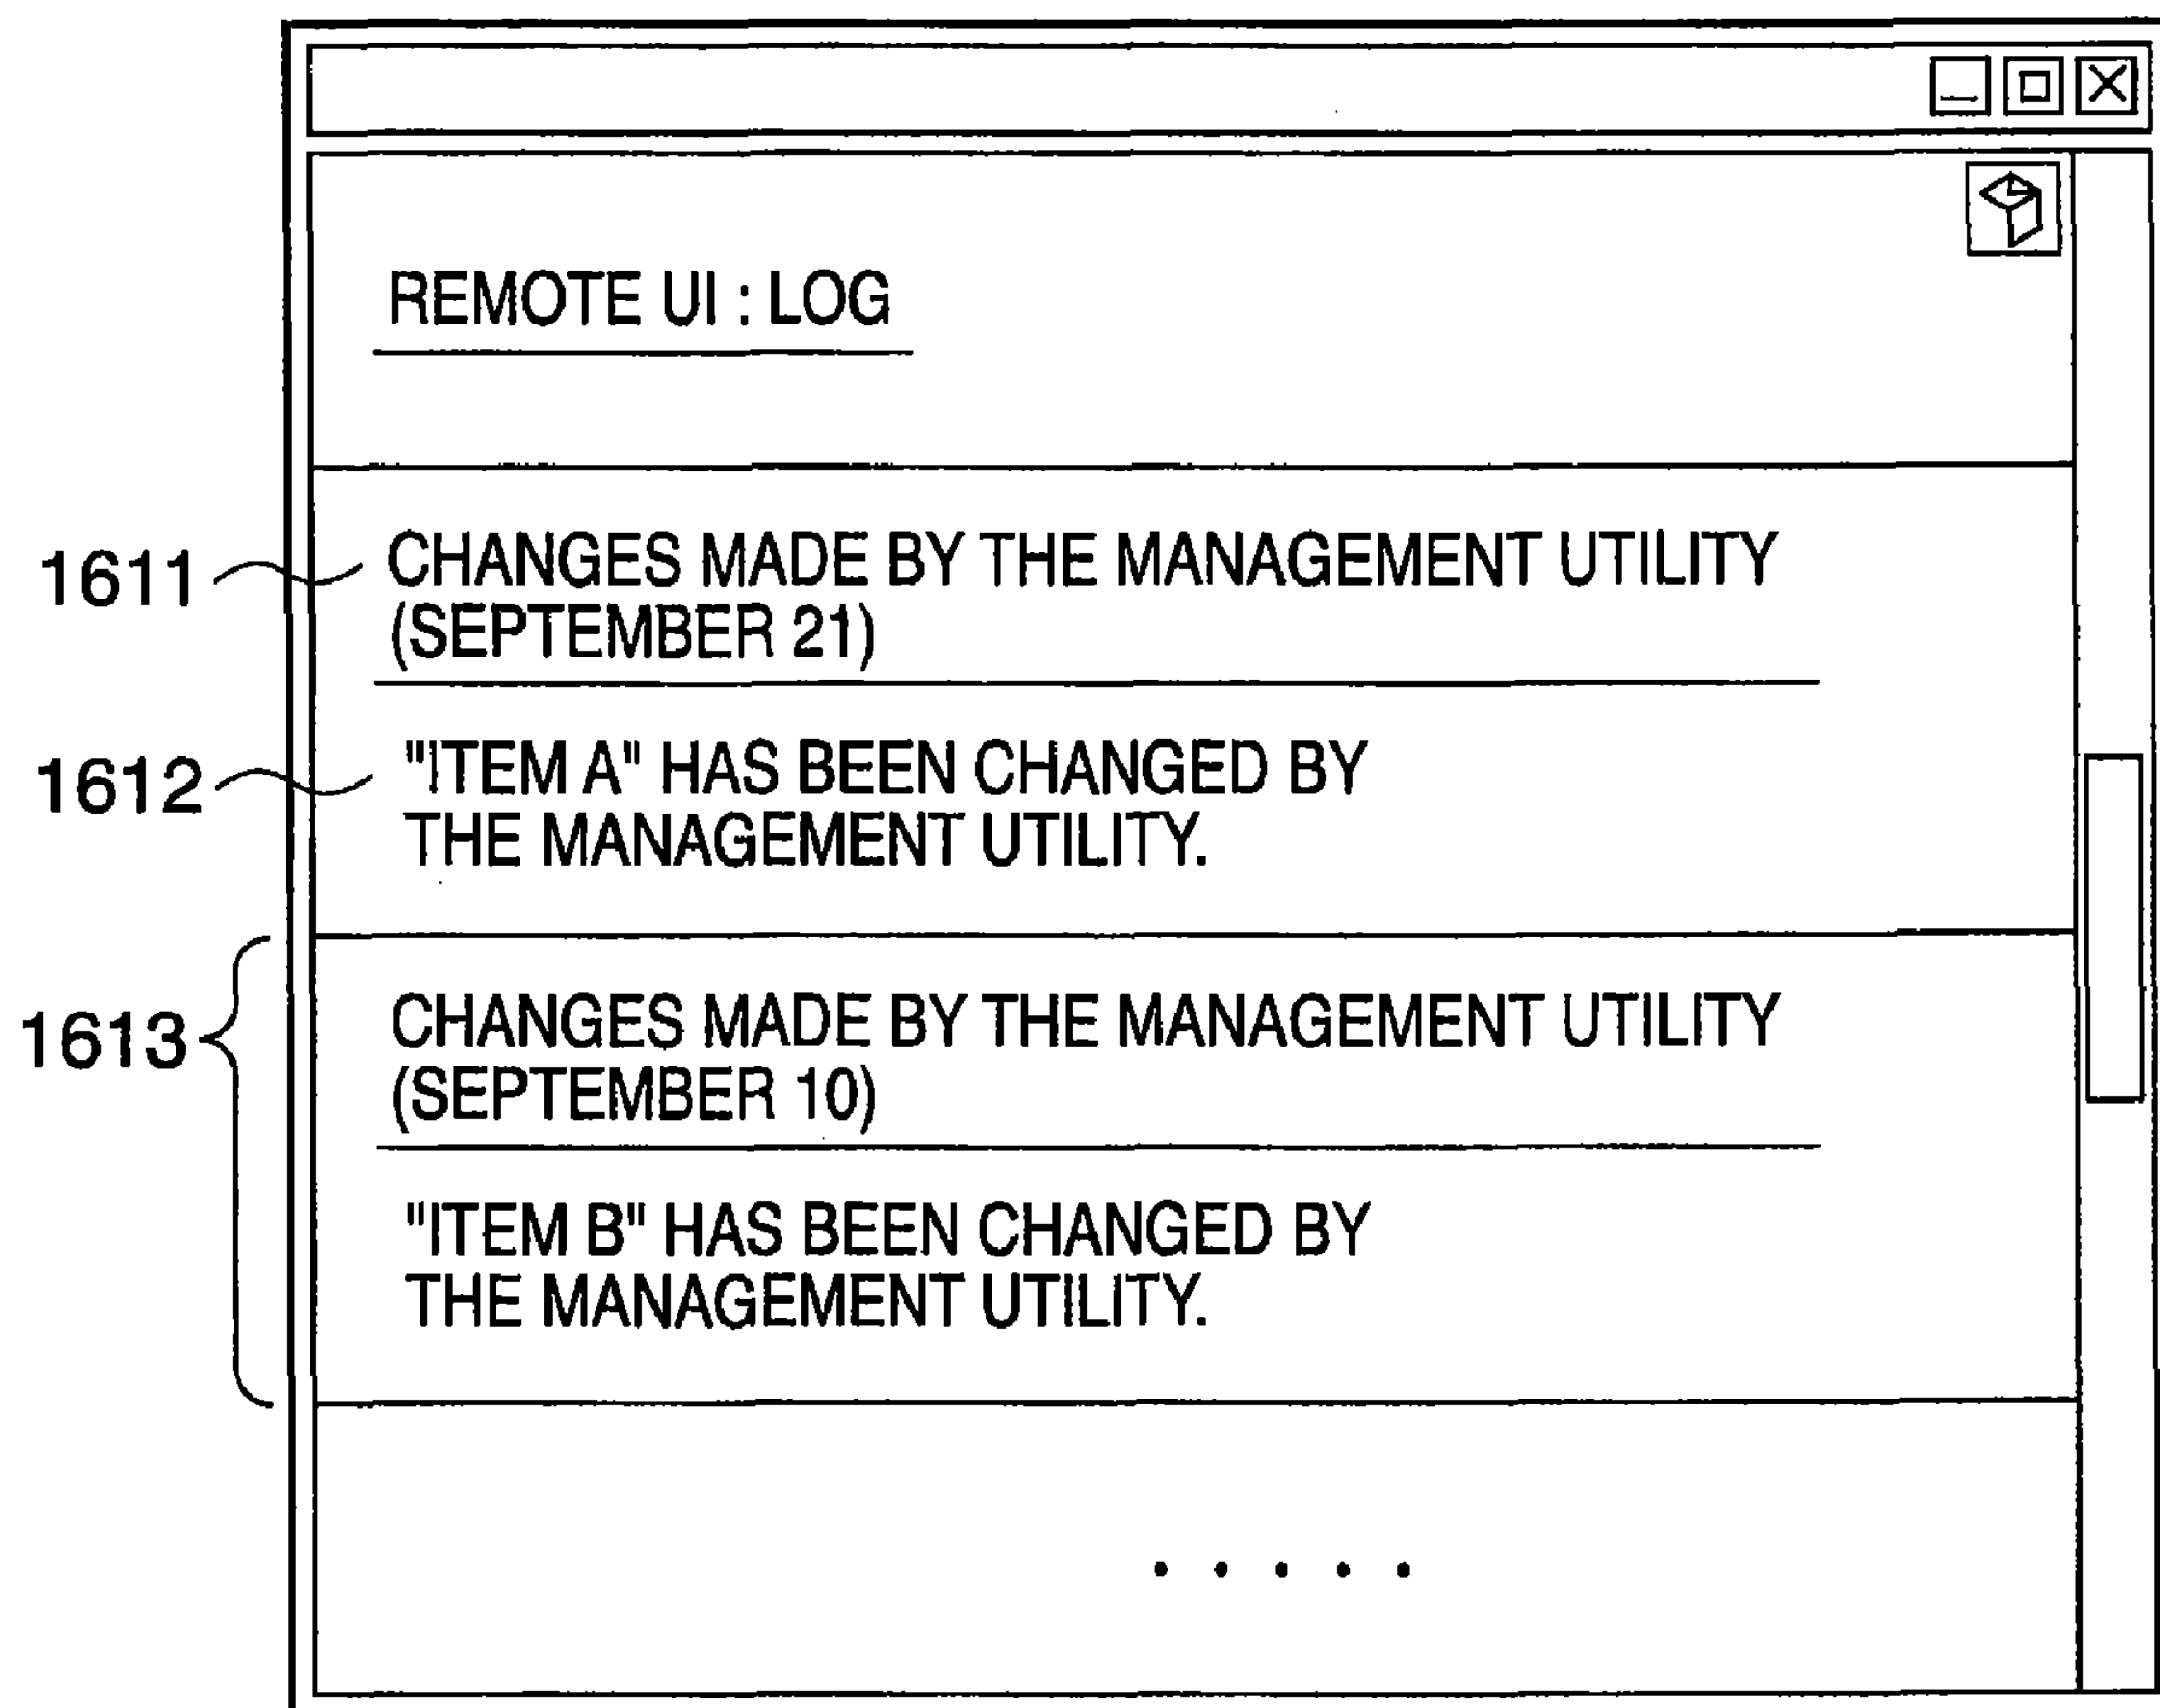 REMOTE UI : LOG
1611
CHANGES MADE BY THE MANAGEMENT UTILITY
(SEPTEMBER 21)
1612
"ITEM A" HAS BEEN CHANGED BY
THE MANAGEMENT UTILITY.
1613
CHANGES MADE BY THE MANAGEMENT UTILITY
(SEPTEMBER 10)
"ITEM B" HAS BEEN CHANGED BY
THE MANAGEMENT UTILITY.
. . . . .